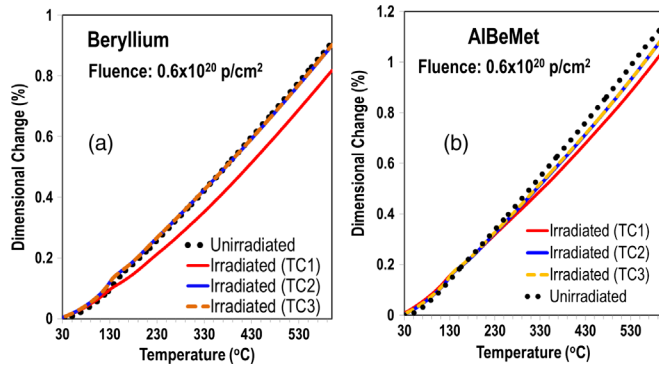 Beryllium
Fluence: 0.6x10²⁰ p/cm²
(a)
Dimensional Change (%)
1
0.8
0.6
0.4
0.2
0
Unirradiated
Irradiated (TC1)
Irradiated (TC2)
Irradiated (TC3)
30 130 230 330 430 530
Temperature (ºC)
AlBeMet
Fluence: 0.6x10²⁰ p/cm²
(b)
Dimensional Change (%)
1.2
1
0.8
0.6
0.4
0.2
0
Irradiated (TC1)
Irradiated (TC2)
Irradiated (TC3)
Unirradiated
30 130 230 330 430 530
Temperature (ºC)